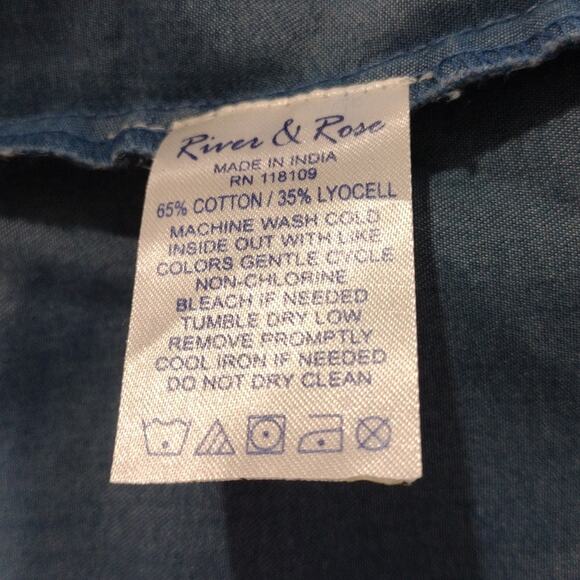 River & Rose
MADE IN INDIA
RN 118109
65% COTTON / 35% LYOCELL
MACHINE WASH COLD
INSIDE OUT WITH LIKE
COLORS GENTLE CYCLE
NON-CHLORINE
BLEACH IF NEEDED
TUMBLE DRY LOW
REMOVE PROMPTLY
COOL IRON IF NEEDED
DO NOT DRY CLEAN